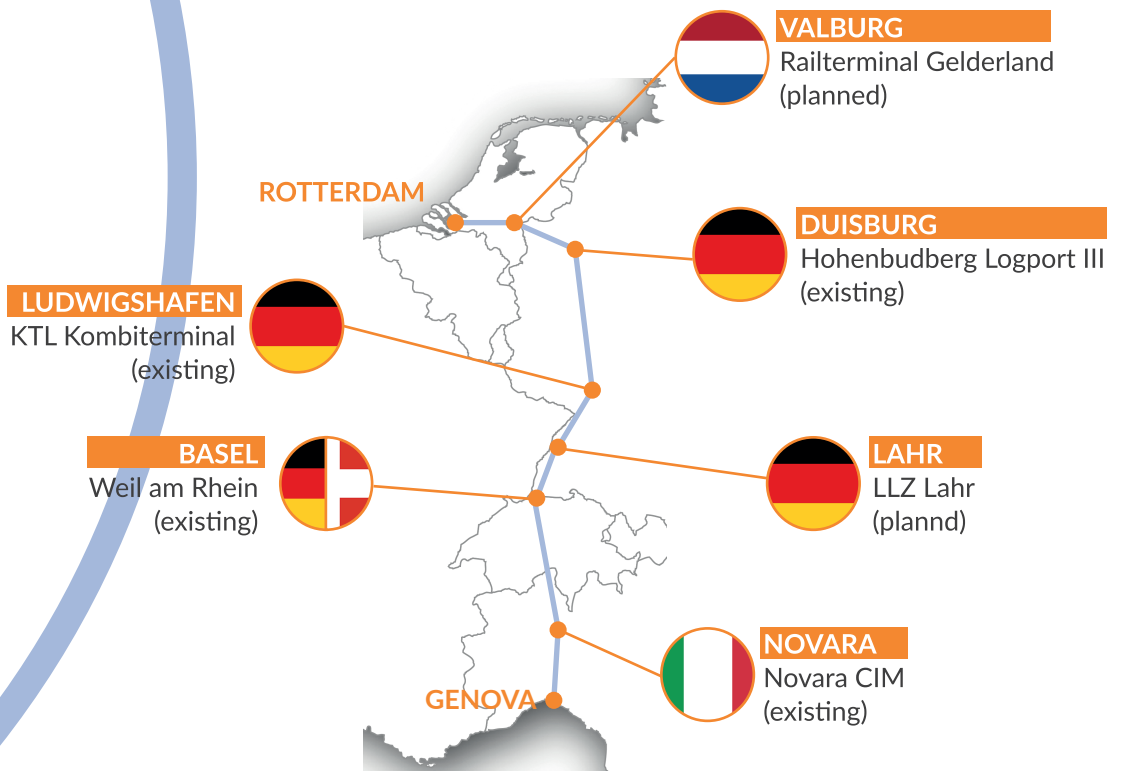 VALBURG
Railterminal Gelderland
(planned)
ROTTERDAM
DUISBURG
Hohenbudberg Logport III
(existing)
LUDWIGSHAFEN
KTL Kombiterminal
(existing)
BASEL
Weil am Rhein
(existing)
LAHR
LLZ Lahr
(plannd)
NOVARA
Novara CIM
(existing)
GENOVA